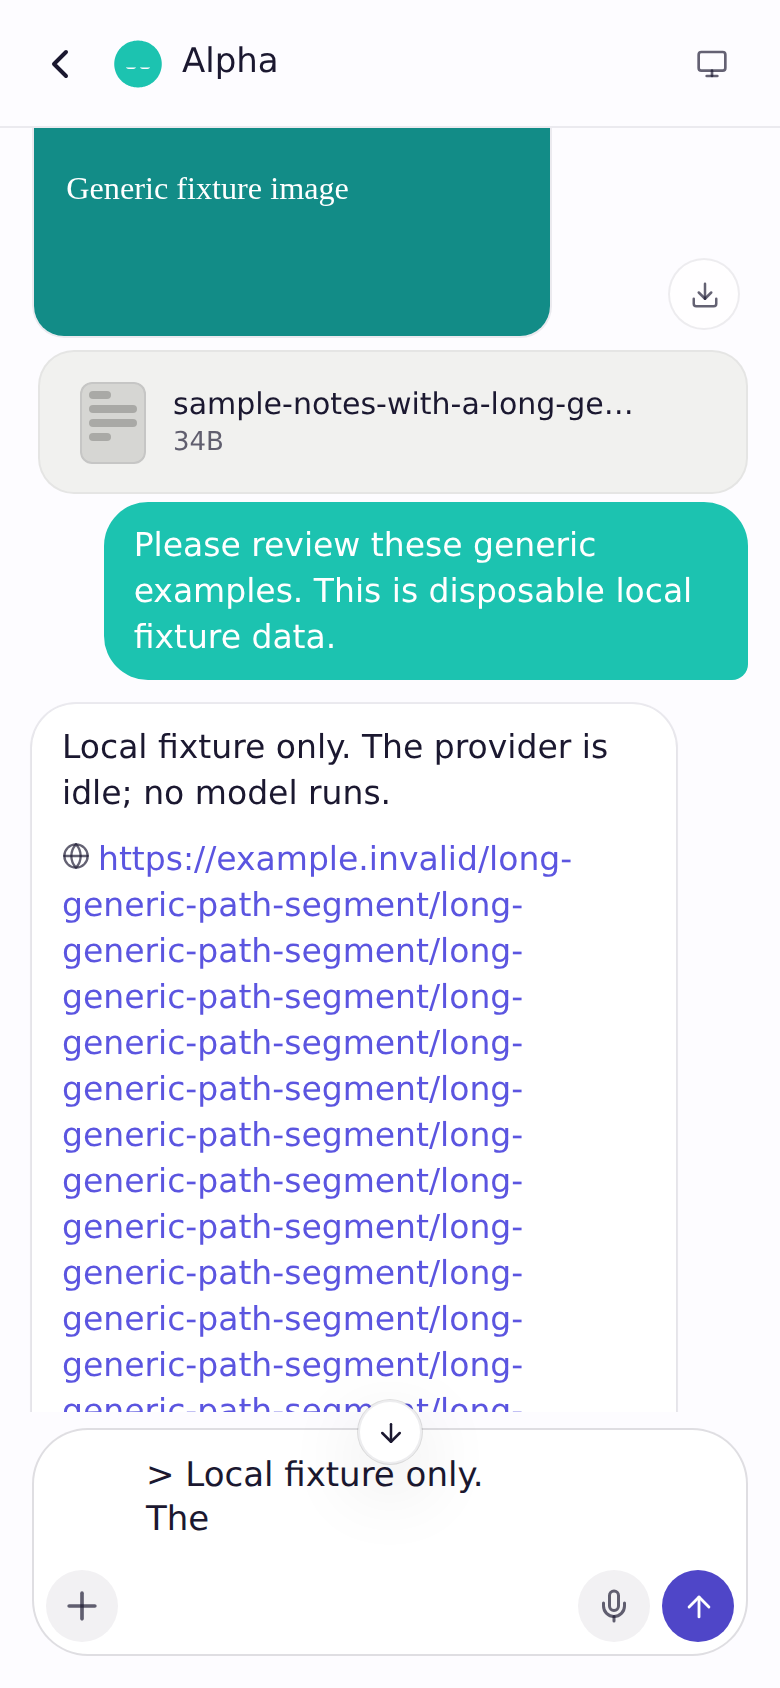 Alpha
Generic fixture image
sample-notes-with-a-long-ge...
34B
Please review these generic
examples. This is disposable local
fixture data.
Local fixture only. The provider is
idle; no model runs.
https://example.invalid/long-
generic-path-segment/long-
generic-path-segment/long-
generic-path-segment/long-
generic-path-segment/long-
generic-path-segment/long-
generic-path-segment/long-
generic-path-segment/long-
generic-path-segment/long-
generic-path-segment/long-
generic-path-segment/long-
generic-path-segment/long-
generic-path-segment/long-
> Local fixture only.
The